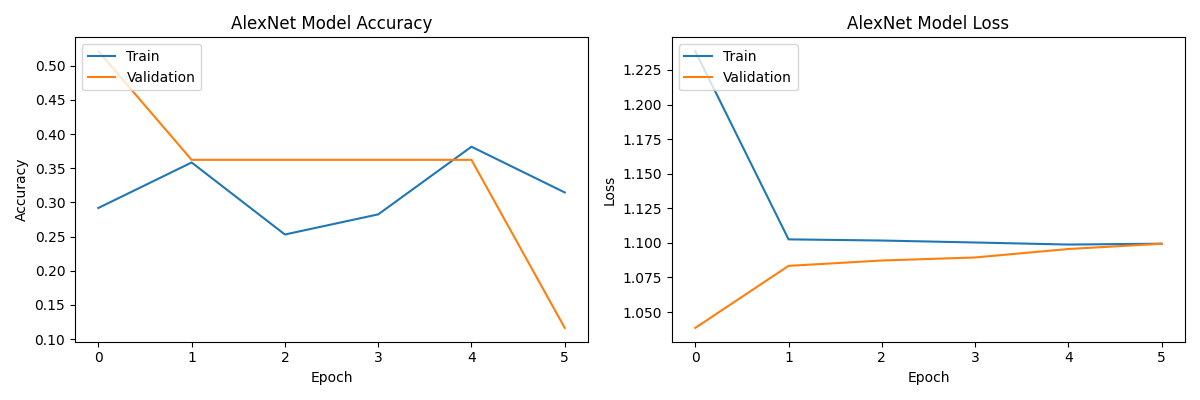 AlexNet Model Accuracy
Train
Validation
0.50
0.45
0.40
0.35
0.30
0.25
0.20
0.15
0.10
Accuracy
0 1 2 3 4 5
Epoch
AlexNet Model Loss
Train
Validation
1.225
1.200
1.175
1.150
1.125
1.100
1.075
1.050
Loss
0 1 2 3 4 5
Epoch